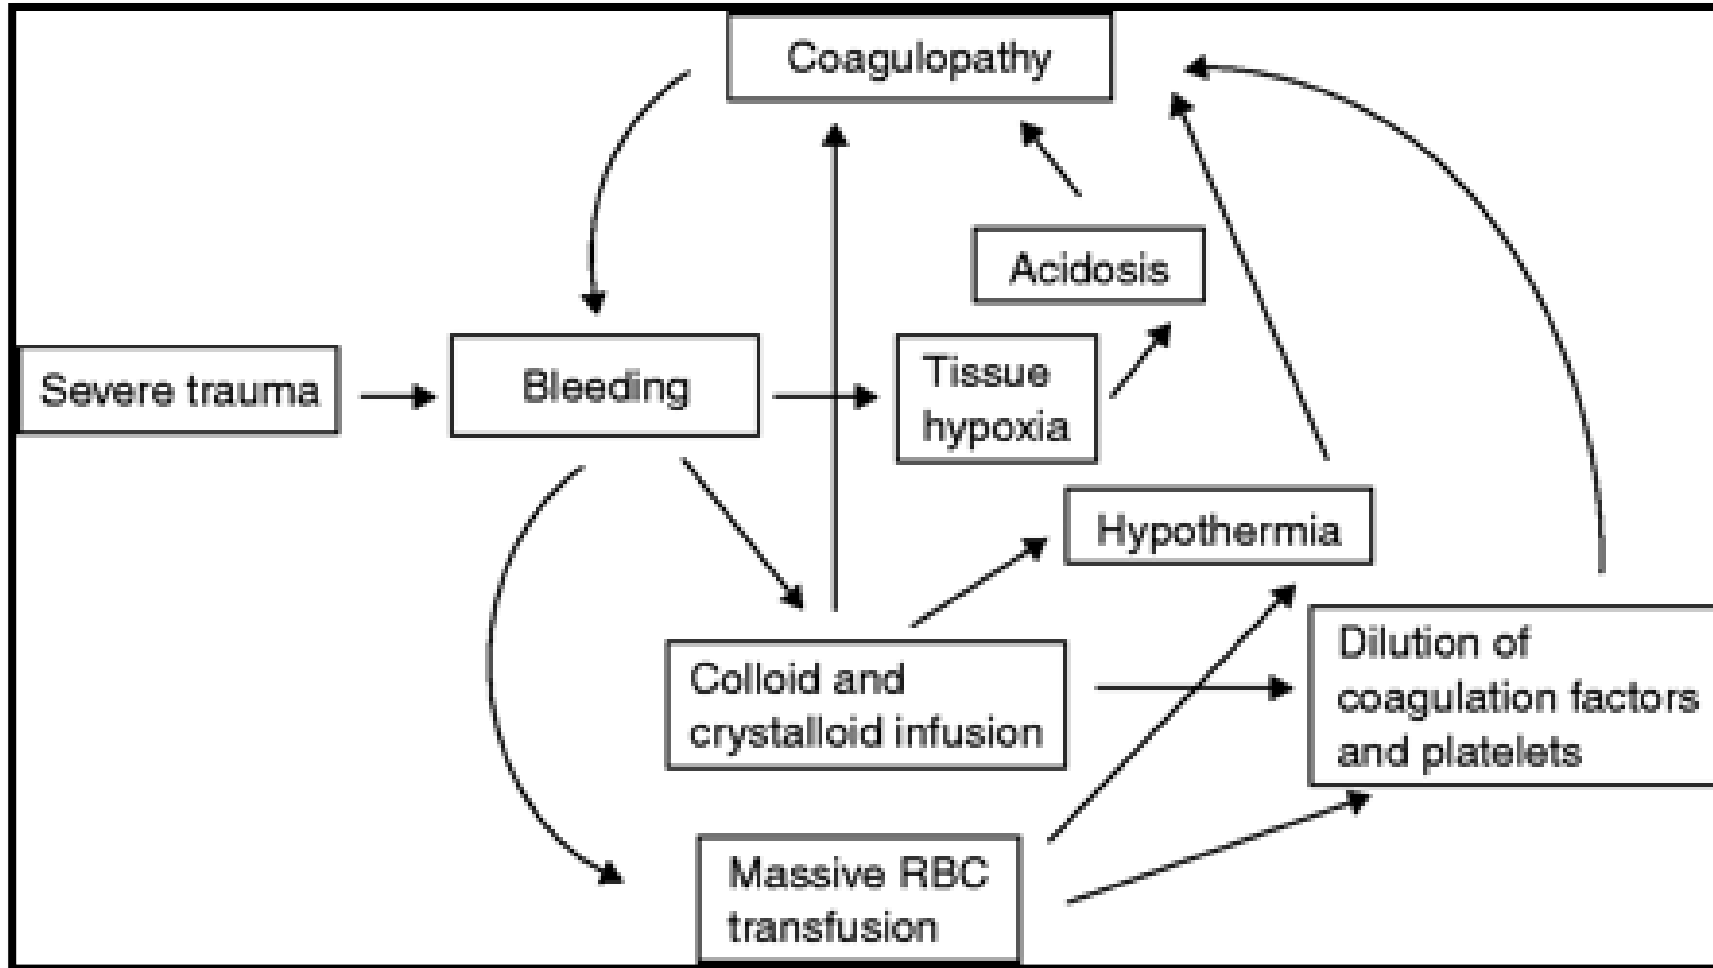 Coagulopathy
Acidosis
Severe trauma
Bleeding
Tissue
hypoxia
Hypothermia
Colloid and
crystalloid infusion
Dilution of
coagulation factors
and platelets
Massive RBC
transfusion